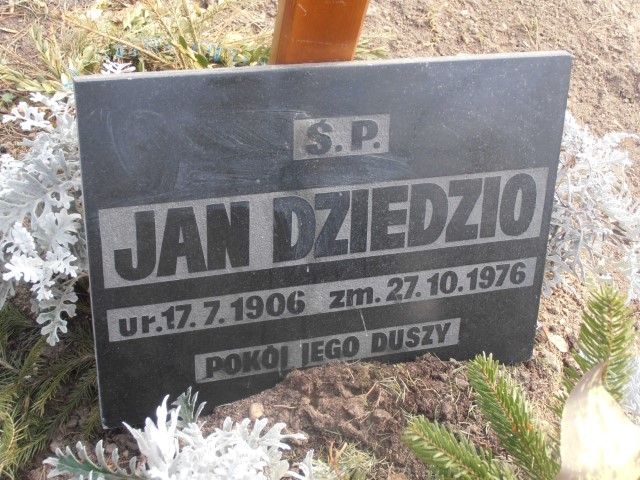 Ś.P.
JAN DZIEDZIO
ur.17.7.1906 zm.27.10.1976
POKÓJ JEGO DUSZY